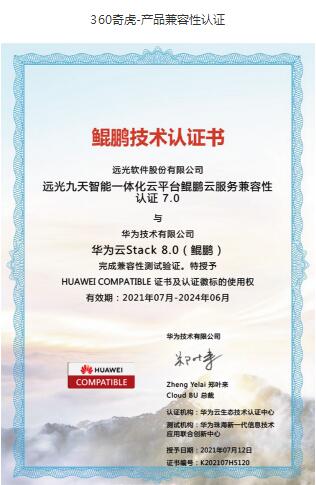 360奇虎-产品兼容性认证
鲲鹏技术认证书
远光软件股份有限公司
远光九天智能一体化云平台鲲鹏云服务兼容性
认证 7.0
与
华为技术有限公司
华为云Stack 8.0（鲲鹏）
完成兼容性测试验证。特授予
HUAWEI COMPATIBLE 证书及认证徽标的使用权
有效期：2021年07月-2024年06月
华为技术有限公司
郑叶来
HUAWEI
COMPATIBLE
Zheng Yelai 郑叶来
Cloud BU 总裁
认证机构：华为云生态技术认证中心
测试机构：华为珠海新一代信息技术
应用联合创新中心
授予日期：2021年07月12日
证书编号：K202107H5120